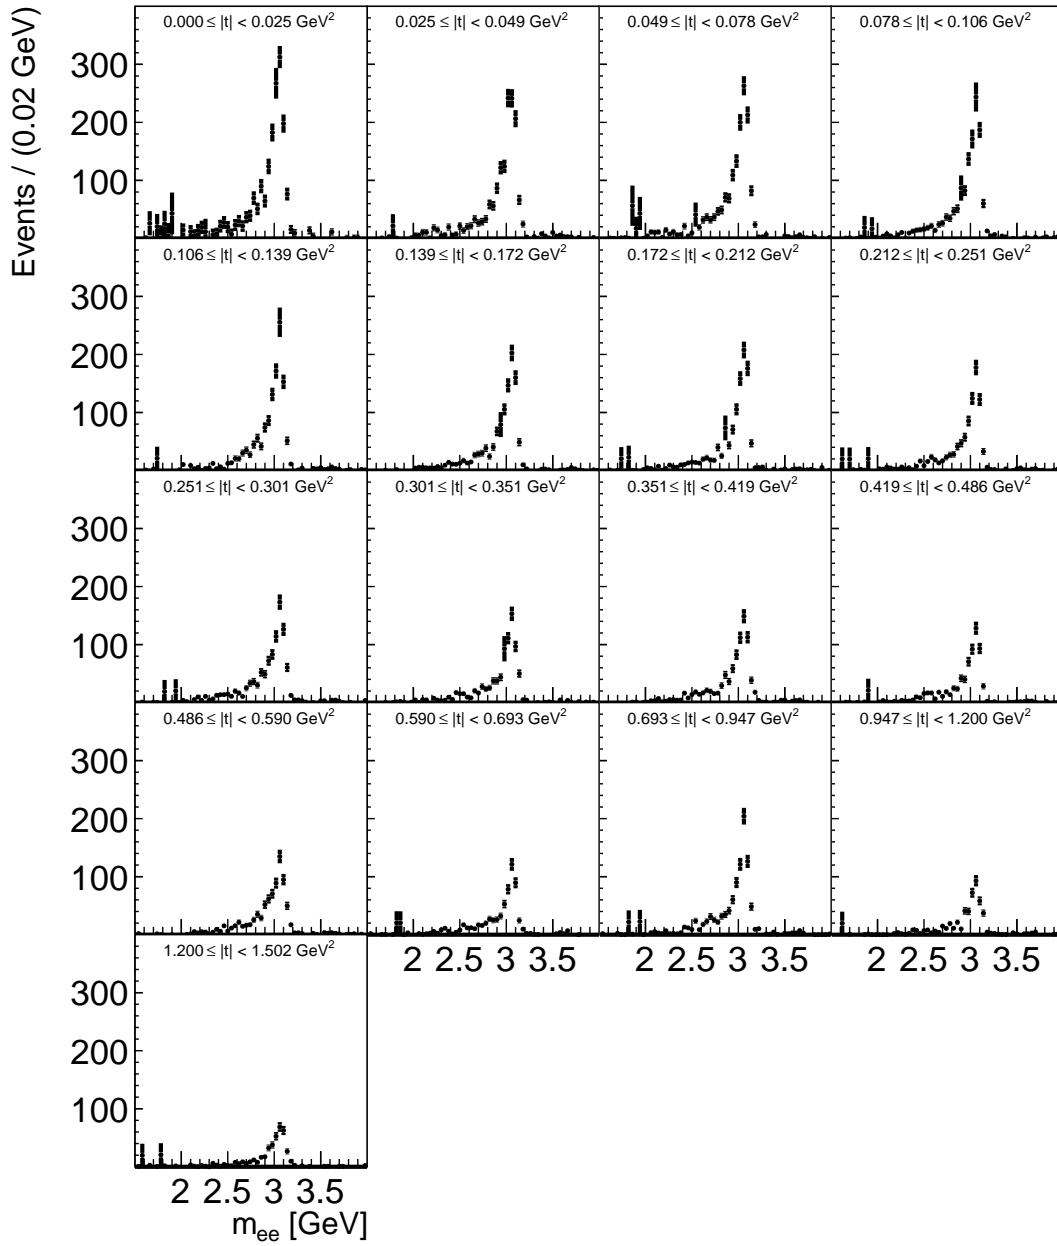 Events / (0.02 GeV)
0.000 ≤ |t| < 0.025 GeV²
0.025 ≤ |t| < 0.049 GeV²
0.049 ≤ |t| < 0.078 GeV²
0.078 ≤ |t| < 0.106 GeV²
300
200
100
0.106 ≤ |t| < 0.139 GeV²
0.139 ≤ |t| < 0.172 GeV²
0.172 ≤ |t| < 0.212 GeV²
0.212 ≤ |t| < 0.251 GeV²
300
200
100
0.251 ≤ |t| < 0.301 GeV²
0.301 ≤ |t| < 0.351 GeV²
0.351 ≤ |t| < 0.419 GeV²
0.419 ≤ |t| < 0.486 GeV²
300
200
100
0.486 ≤ |t| < 0.590 GeV²
0.590 ≤ |t| < 0.693 GeV²
0.693 ≤ |t| < 0.947 GeV²
0.947 ≤ |t| < 1.200 GeV²
300
200
100
2 2.5 3 3.5
2 2.5 3 3.5
2 2.5 3 3.5
1.200 ≤ |t| < 1.502 GeV²
300
200
100
2 2.5 3 3.5
m_ee [GeV]